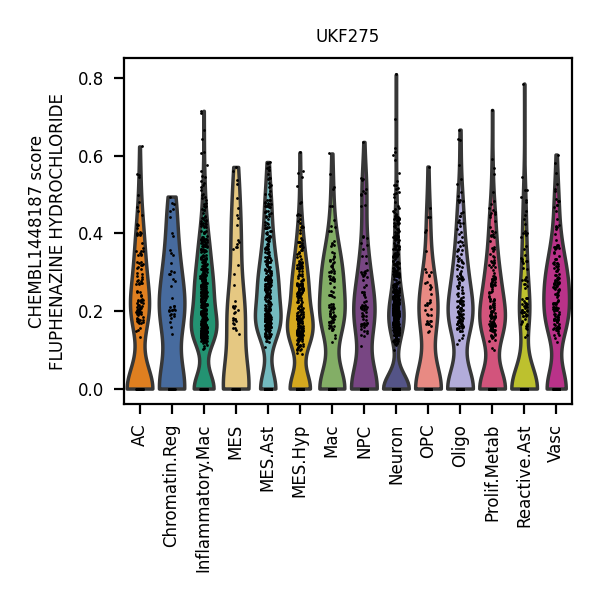 UKF275
CHEMBL1448187 score
FLUPHENAZINE HYDROCHLORIDE
0.8
0.6
0.4
0.2
0.0
AC
Chromatin.Reg
Inflammatory.Mac
MES
MES.Ast
MES.Hyp
Mac
NPC
Neuron
OPC
Oligo
Prolif.Metab
Reactive.Ast
Vasc